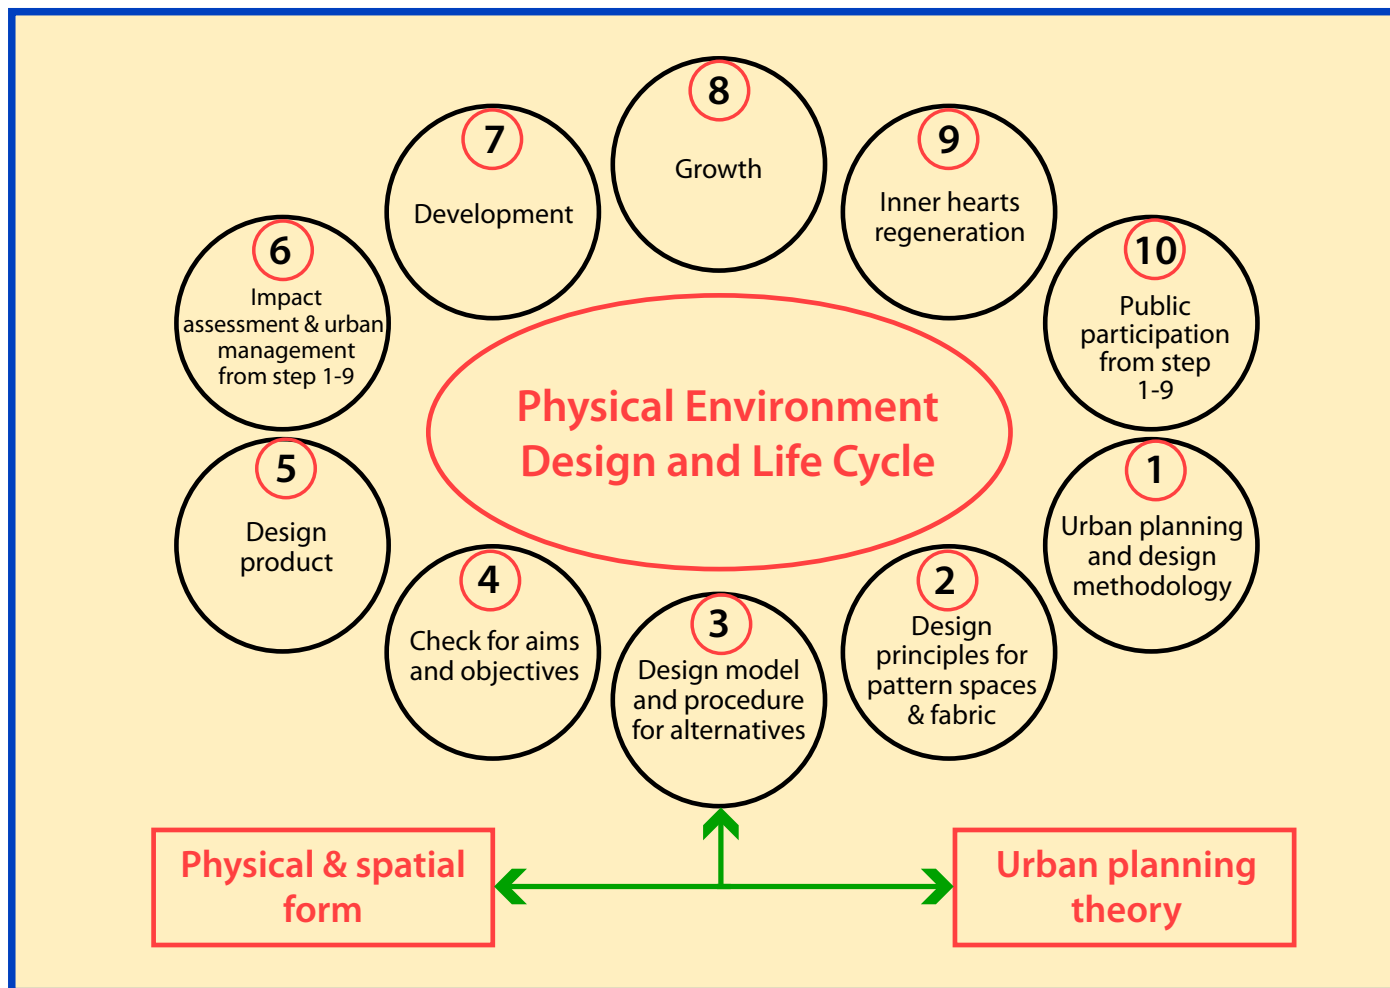 8
Growth
7
Development
9
Inner hearts
regeneration
6
Impact
assessment & urban
management
from step 1-9
10
Public
participation
from step
1-9
Physical Environment
Design and Life Cycle
5
Design
product
1
Urban planning
and design
methodology
4
Check for aims
and objectives
2
Design
principles for
pattern spaces
& fabric
3
Design model
and procedure
for alternatives
Physical & spatial
form
Urban planning
theory